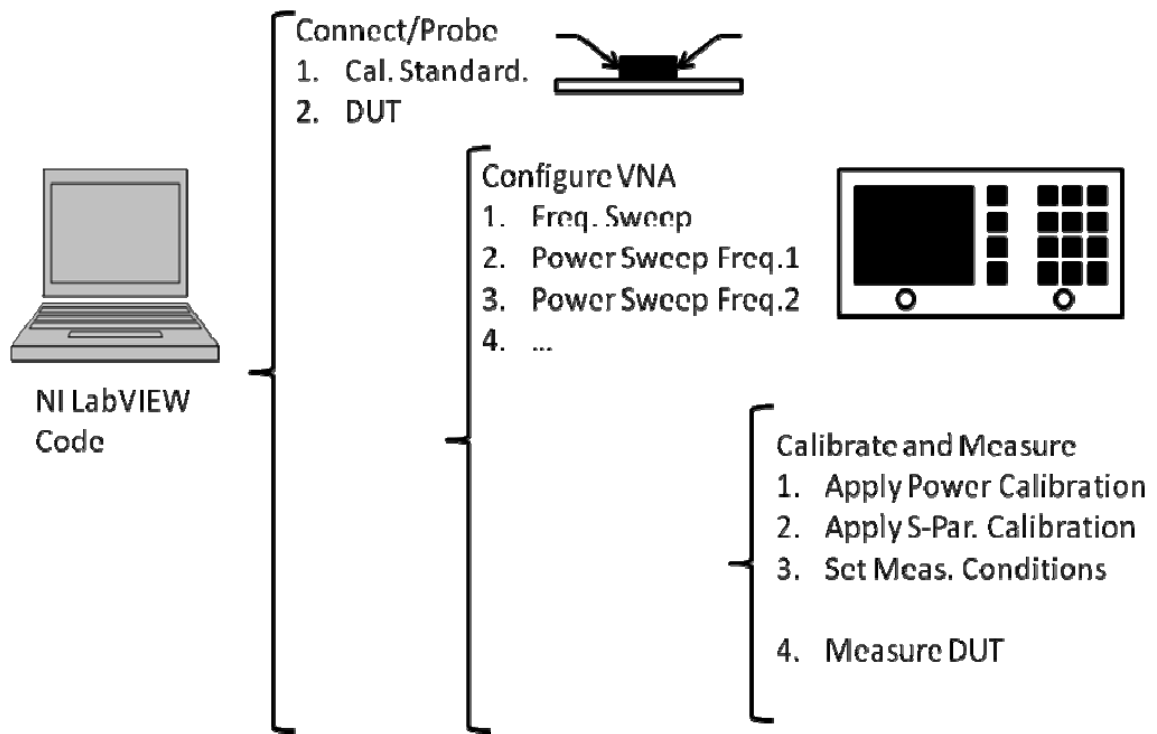 Connect/Probe
1. Cal. Standard.
2. DUT
Configure VNA
1. Freq. Sweep
2. Power Sweep Freq.1
3. Power Sweep Freq.2
4. ...
NI LabVIEW
Code
Calibrate and Measure
1. Apply Power Calibration
2. Apply S-Par. Calibration
3. Set Meas. Conditions
4. Measure DUT